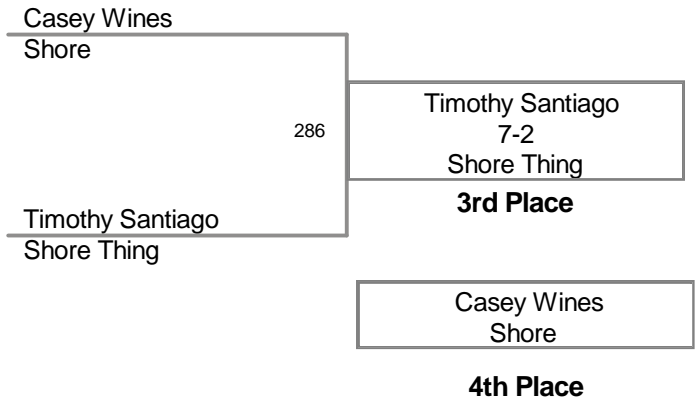 Casey Wines
Shore
286
Timothy Santiago
7-2
Shore Thing
3rd Place
Timothy Santiago
Shore Thing
Casey Wines
Shore
4th Place